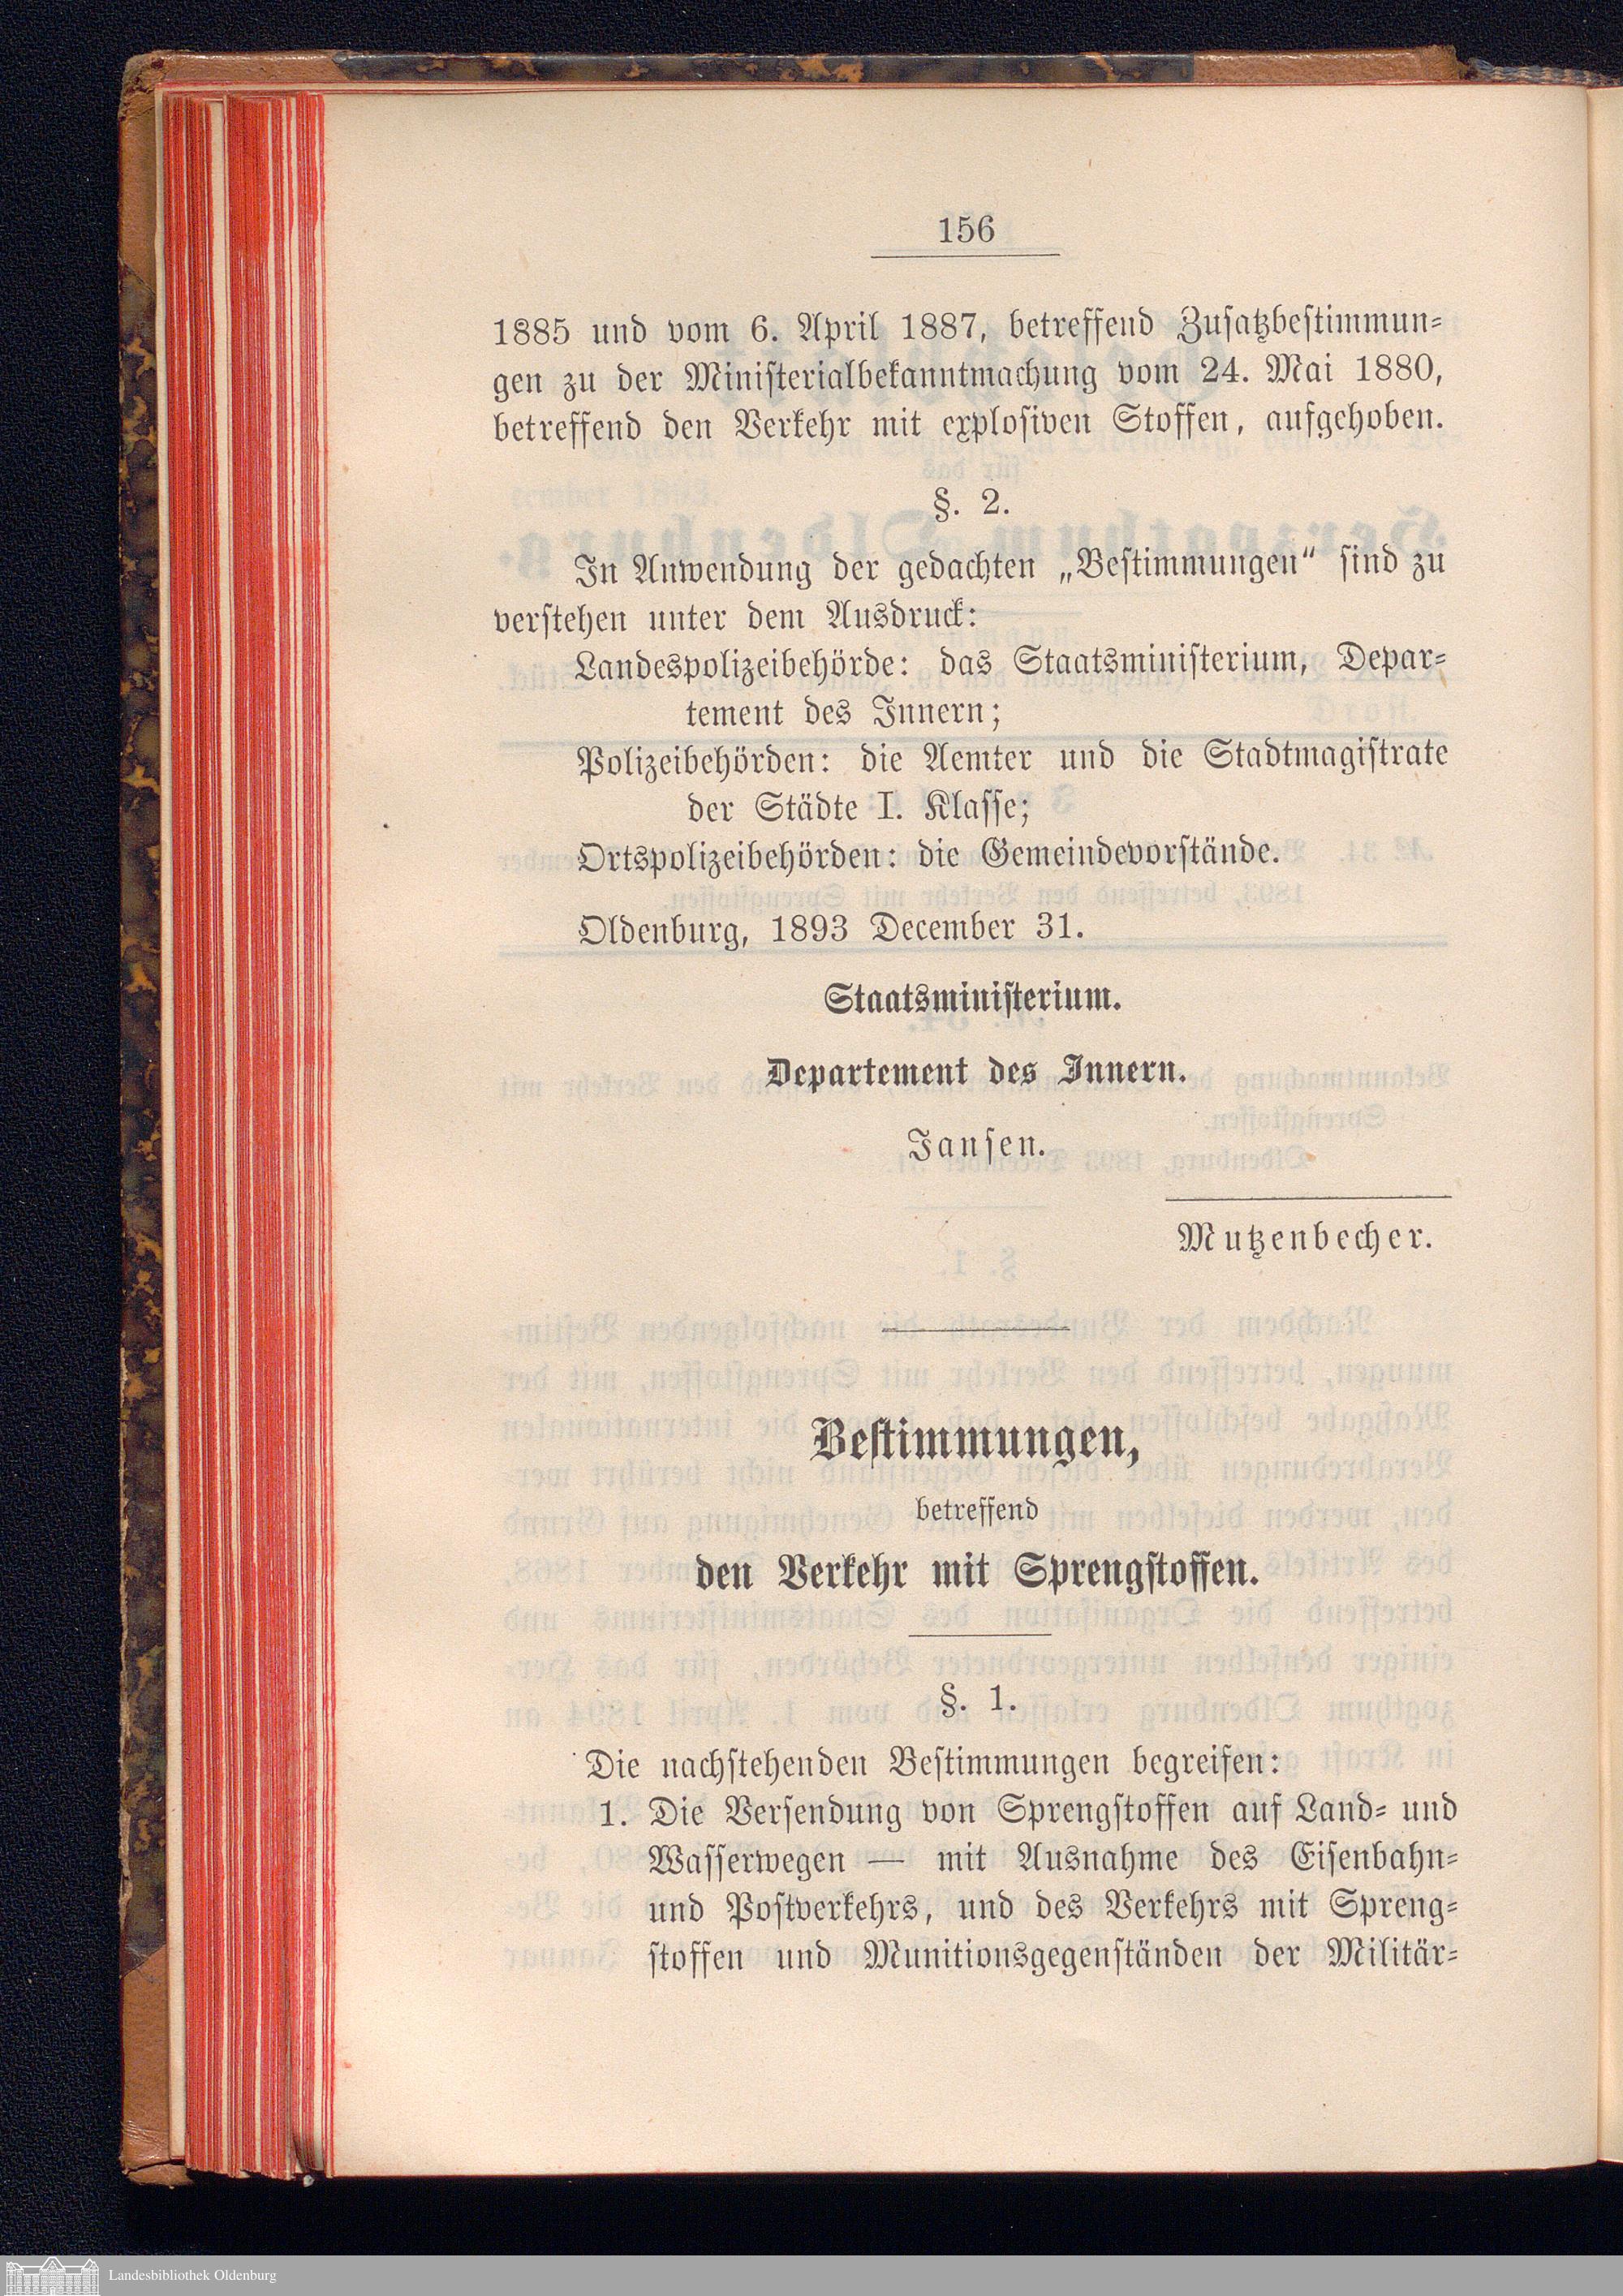 156
1885 und vom 6. April 1887, betreffend Zusatzbestimmun-
gen zu der Ministerialbekanntmachung vom 24. Mai 1880,
betreffend den Verkehr mit explosiven Stoffen, aufgehoben.
§. 2.
In Anwendung der gedachten „Bestimmungen“ sind zu
verstehen unter dem Ausdruck:
Landespolizeibehörde: das Staatsministerium, Depar-
tement des Innern;
Polizeibehörden: die Aemter und die Stadtmagistrate
der Städte I. Klasse;
Ortspolizeibehörden: die Gemeindevorstände.
Oldenburg, 1893 December 31.
Staatsministerium.
Departement des Innern.
Jansen.
Mutzenbecher.
Bestimmungen,
betreffend
den Verkehr mit Sprengstoffen.
§. 1.
Die nachstehenden Bestimmungen begreifen:
1. Die Versendung von Sprengstoffen auf Land- und
Wasserwegen — mit Ausnahme des Eisenbahn-
und Postverkehrs, und des Verkehrs mit Spreng-
stoffen und Munitionsgegenständen der Militär-
Landesbibliothek Oldenburg